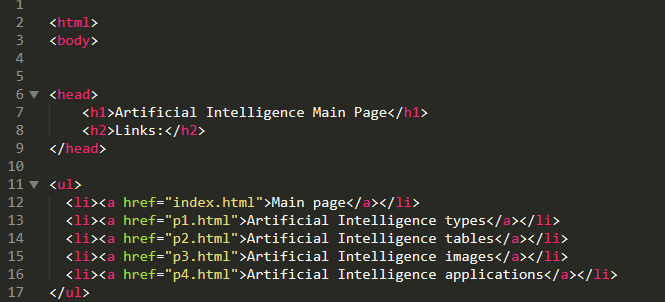 1
2 <html>
3 <body>
4
5
6 <head>
7     <h1>Artificial Intelligence Main Page</h1>
8     <h2>Links:</h2>
9 </head>
10
11 <ul>
12   <li><a href="index.html">Main page</a></li>
13   <li><a href="p1.html">Artificial Intelligence types</a></li>
14   <li><a href="p2.html">Artificial Intelligence tables</a></li>
15   <li><a href="p3.html">Artificial Intelligence images</a></li>
16   <li><a href="p4.html">Artificial Intelligence applications</a></li>
17 </ul>